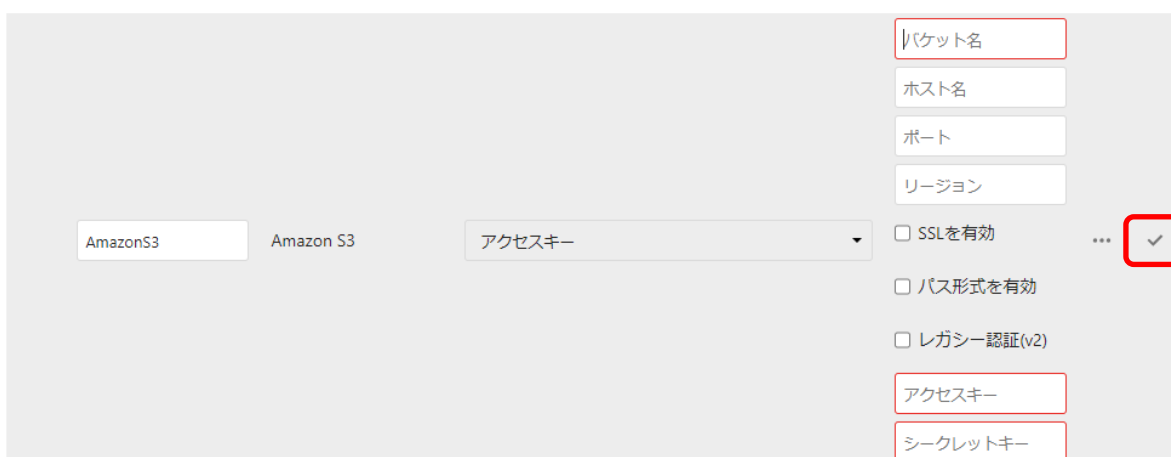 バケット名
ホスト名
ポート
リージョン
AmazonS3 Amazon S3 アクセスキー SSLを有効 •••
パス形式を有効
レガシー認証(v2)
アクセスキー
シークレットキー